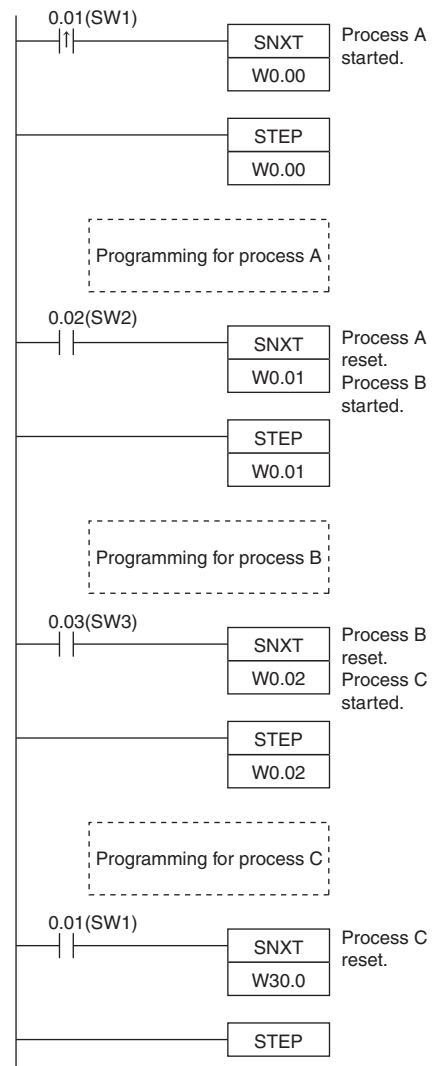 0.01(SW1)
SNXT
W0.00
Process A
started.
STEP
W0.00
Programming for process A
0.02(SW2)
SNXT
W0.01
Process A
reset.
Process B
started.
STEP
W0.01
Programming for process B
0.03(SW3)
SNXT
W0.02
Process B
reset.
Process C
started.
STEP
W0.02
Programming for process C
0.01(SW1)
SNXT
W30.0
Process C
reset.
STEP